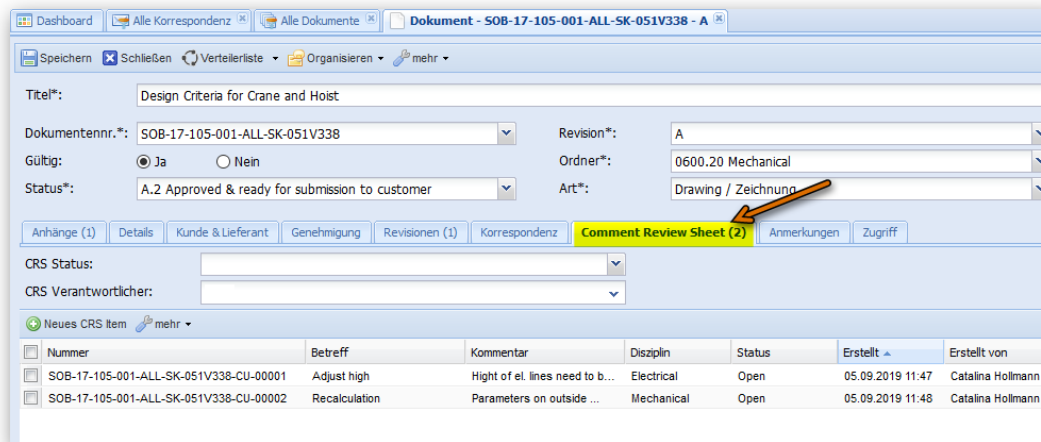 Dashboard Alle Korrespondenz Alle Dokumente Dokument - SOB-17-105-001-ALL-SK-051V338 - A
Speichern Schließen Verteilerliste Organisieren mehr
Titel*: Design Criteria for Crane and Hoist
Dokumentennr.*: SOB-17-105-001-ALL-SK-051V338 Revision*: A
Gültig: Ja Nein Ordner*: 0600.20 Mechanical
Status*: A.2 Approved & ready for submission to customer Art*: Drawing / Zeichnung
Anhänge (1) Details Kunde & Lieferant Genehmigung Revisionen (1) Korrespondenz Comment Review Sheet (2) Anmerkungen Zugriff
CRS Status:
CRS Verantwortlicher:
Neues CRS Item mehr
Nummer Betreff Kommentar Disziplin Status Erstellt Erstellt von
SOB-17-105-001-ALL-SK-051V338-CU-00001 Adjust high Hight of el. lines need to b... Electrical Open 05.09.2019 11:47 Catalina Hollmann
SOB-17-105-001-ALL-SK-051V338-CU-00002 Recalculation Parameters on outside ... Mechanical Open 05.09.2019 11:48 Catalina Hollmann